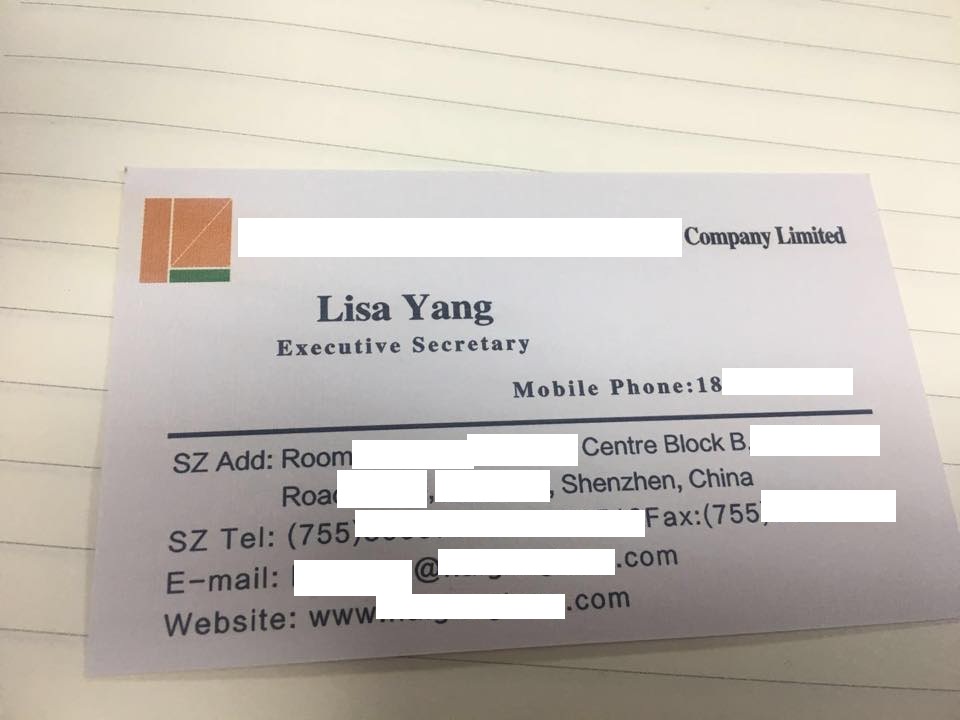 Company Limited
Lisa Yang
Executive Secretary
Mobile Phone:18
SZ Add: Room Centre Block B,
Road , , Shenzhen, China
SZ Tel: (755) Fax:(755)
E-mail: @ .com
Website: www. .com